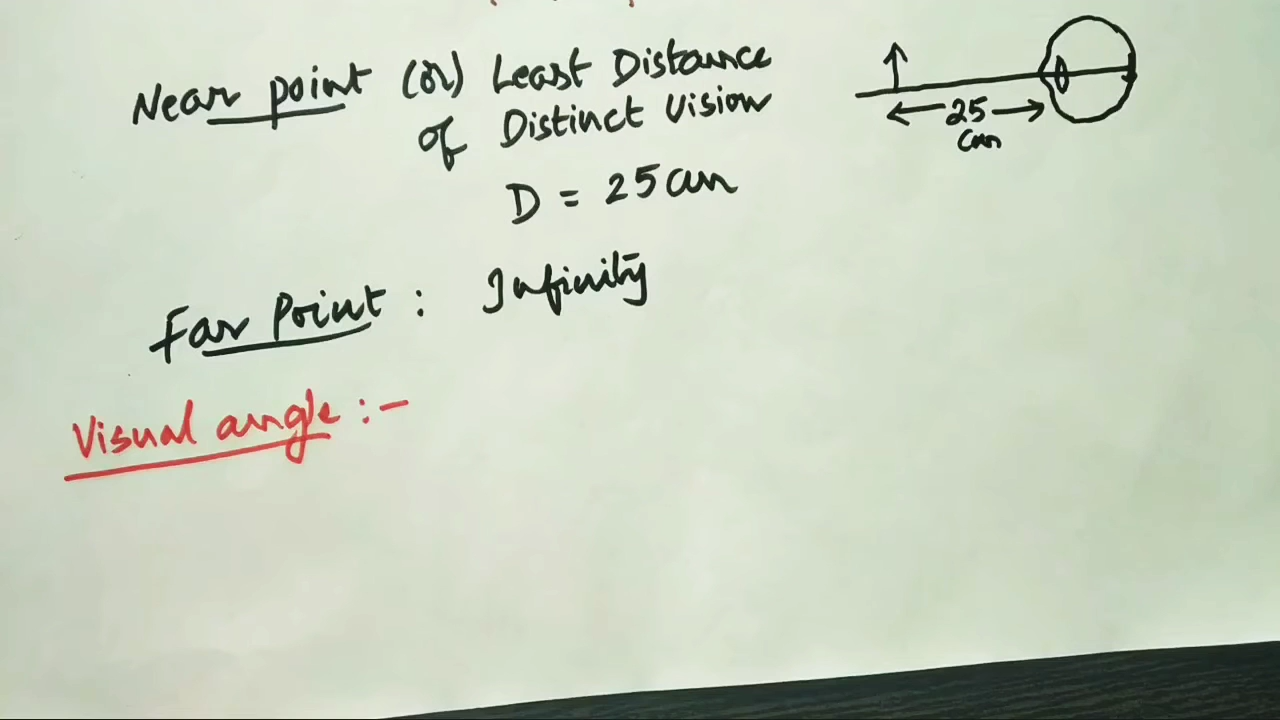 Near point (or) Least Distance
of Distinct Vision
D = 25 cm
25
cm
Far Point : Infinity
Visual angle :-